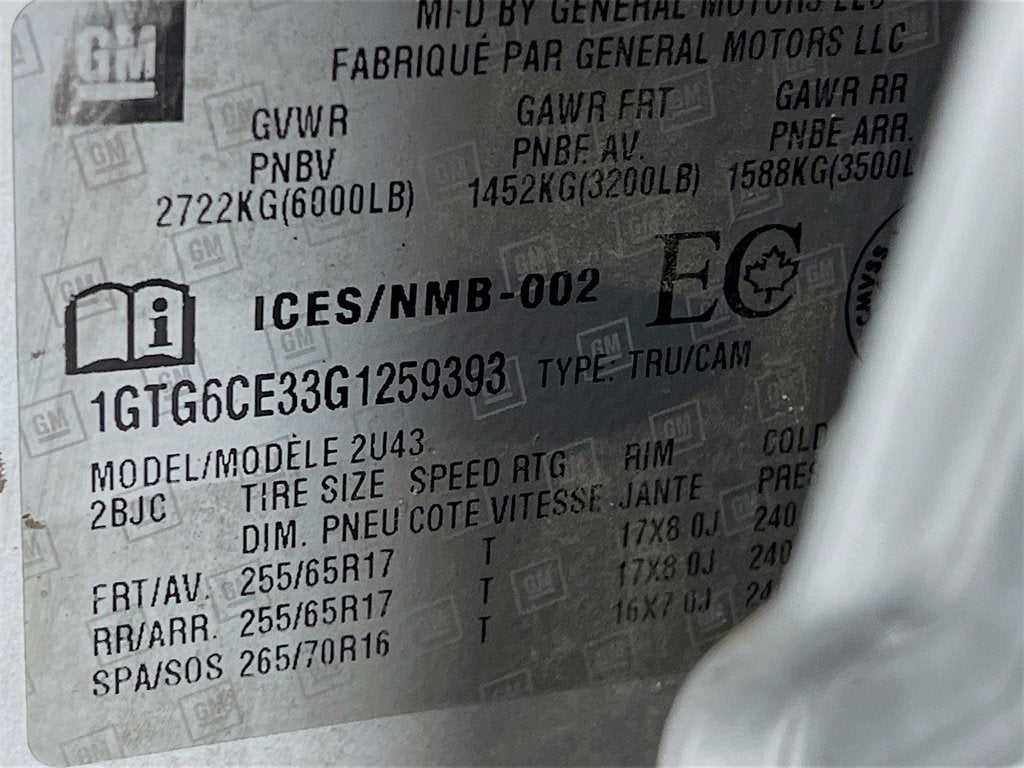 GM
MFD BY GENERAL MOTORS LLC
FABRIQUÉ PAR GENERAL MOTORS LLC
GVWR GAWR FRT GAWR RR
PNBV PNBE AV. PNBE ARR.
2722KG(6000LB) 1452KG(3200LB) 1588KG(3500L
i ICES/NMB-002 EC CMVSS
1GTG6CE33G1259393 TYPE: TRU/CAM
MODEL/MODÈLE 2U43
2BJC TIRE SIZE SPEED RTG RIM COLD
DIM. PNEU COTE VITESSE JANTE PRES
FRT/AV. 255/65R17 T 17X8.0J 240
RR/ARR. 255/65R17 T 17X8.0J 240
SPA/SOS 265/70R16 T 16X7.0J 24